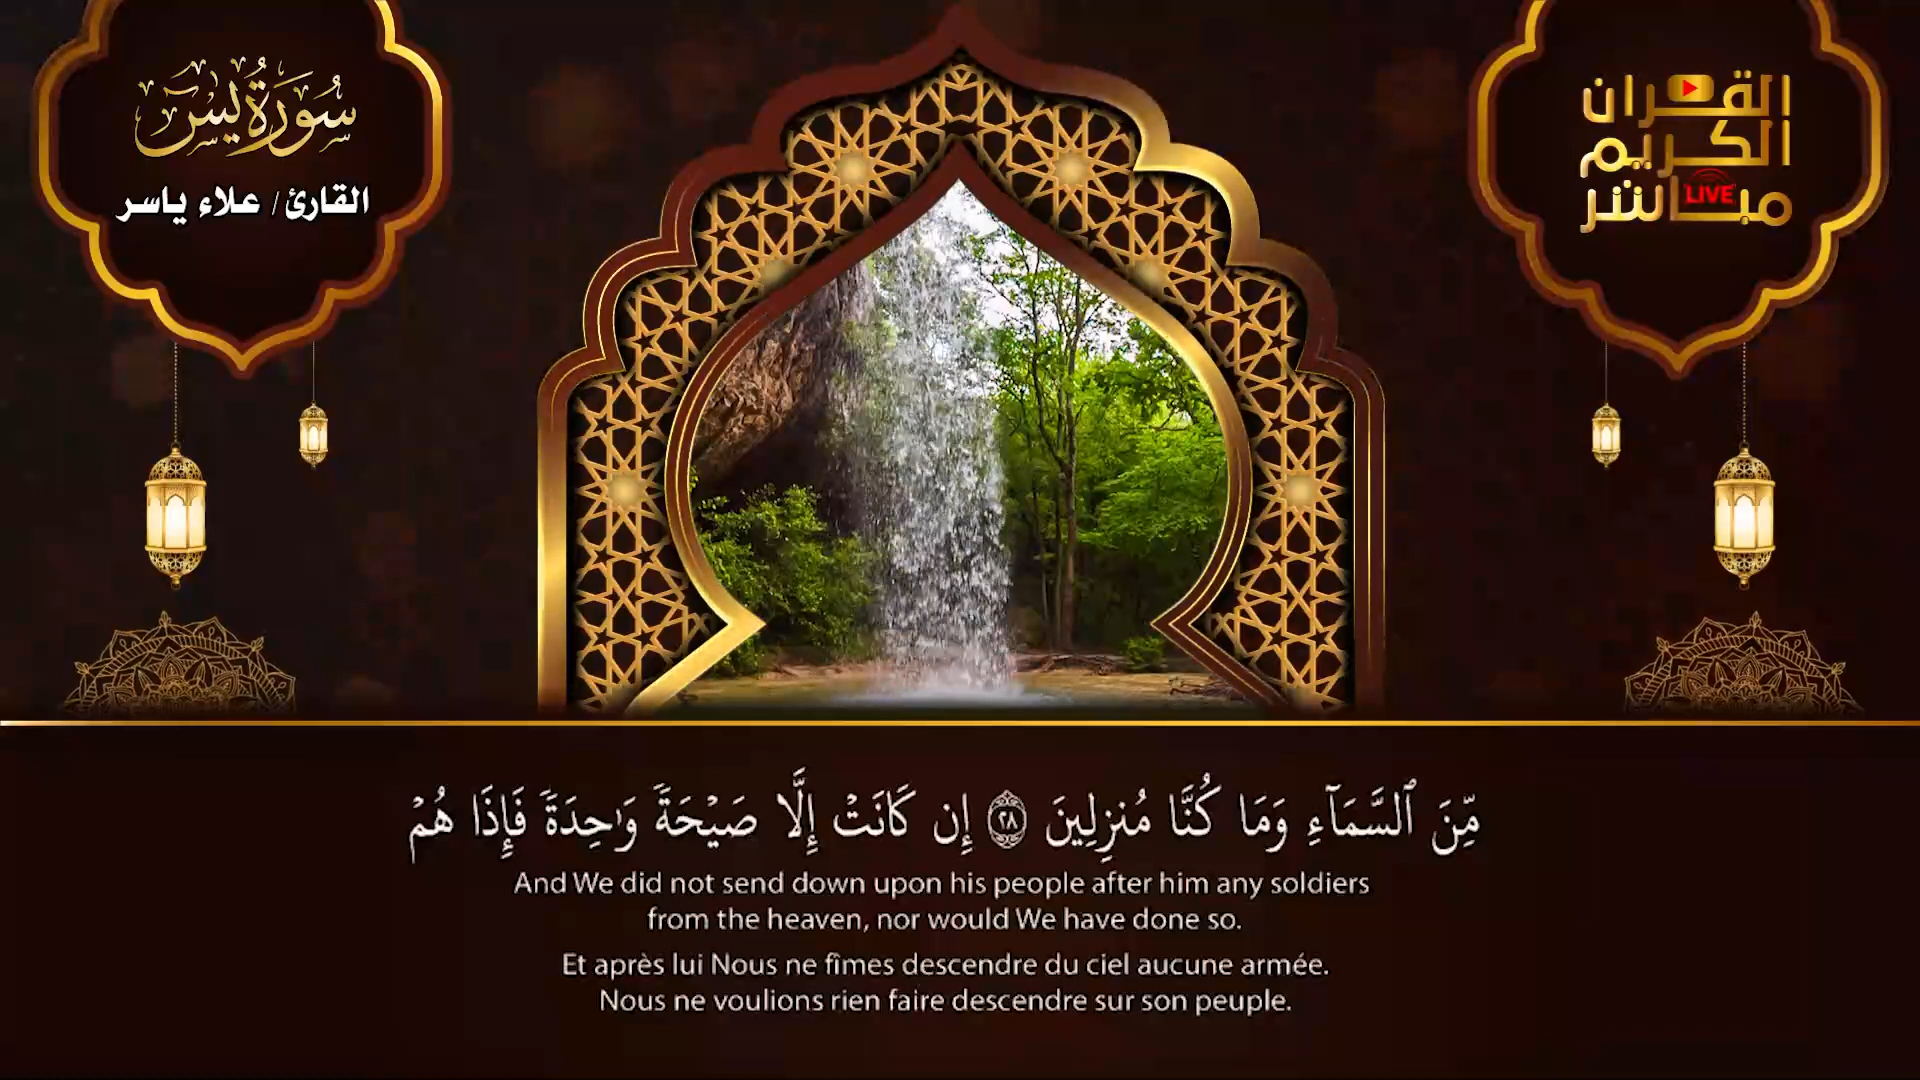 سُورَةُ يسٓ
القارئ / علاء ياسر
القران
الكريم
مباشر
LIVE
مِّنَ ٱلسَّمَآءِ وَمَا كُنَّا مُنزِلِينَ ٢٨ إِن كَانَتْ إِلَّا صَيْحَةً وَٰحِدَةً فَإِذَا هُمْ
And We did not send down upon his people after him any soldiers
from the heaven, nor would We have done so.
Et après lui Nous ne fîmes descendre du ciel aucune armée.
Nous ne voulions rien faire descendre sur son peuple.